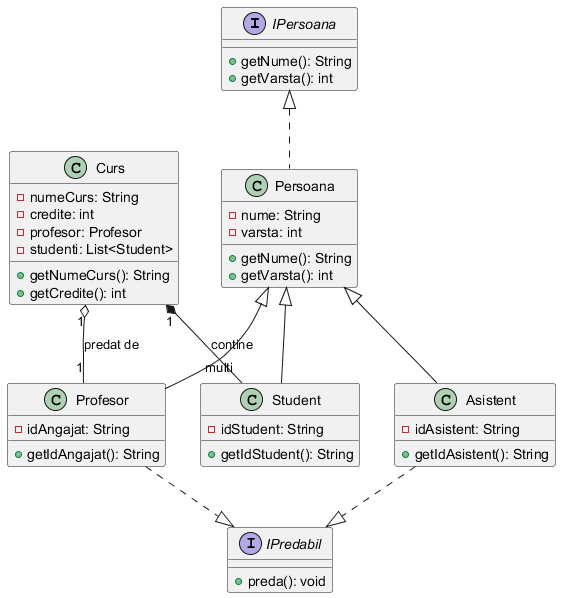 IPersoana
getNume(): String
getVarsta(): int
Curs
numeCurs: String
credite: int
profesor: Profesor
studenti: List<Student>
getNumeCurs(): String
getCredite(): int
Persoana
nume: String
varsta: int
getNume(): String
getVarsta(): int
1
1
predat de
contine
1
multi
Profesor
idAngajat: String
getIdAngajat(): String
Student
idStudent: String
getIdStudent(): String
Asistent
idAsistent: String
getIdAsistent(): String
IPredabil
preda(): void